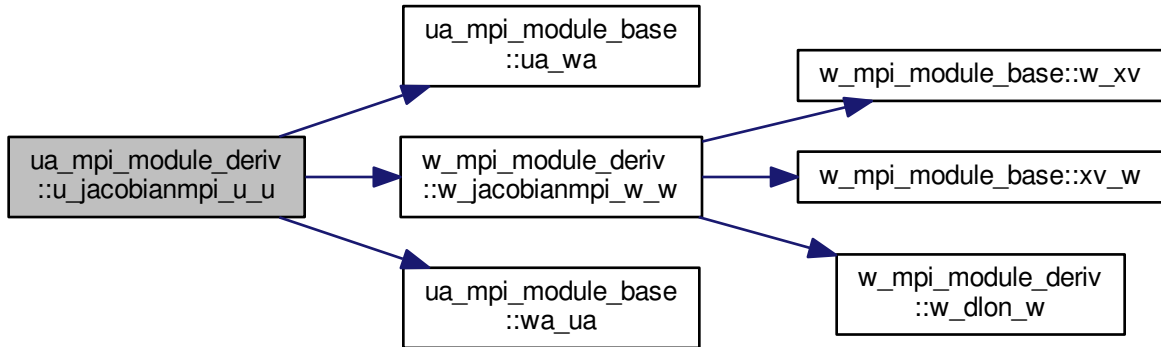 ua_mpi_module_deriv
::u_jacobianmpi_u_u
ua_mpi_module_base
::ua_wa
w_mpi_module_deriv
::w_jacobianmpi_w_w
ua_mpi_module_base
::wa_ua
w_mpi_module_base::w_xv
w_mpi_module_base::xv_w
w_mpi_module_deriv
::w_dlon_w